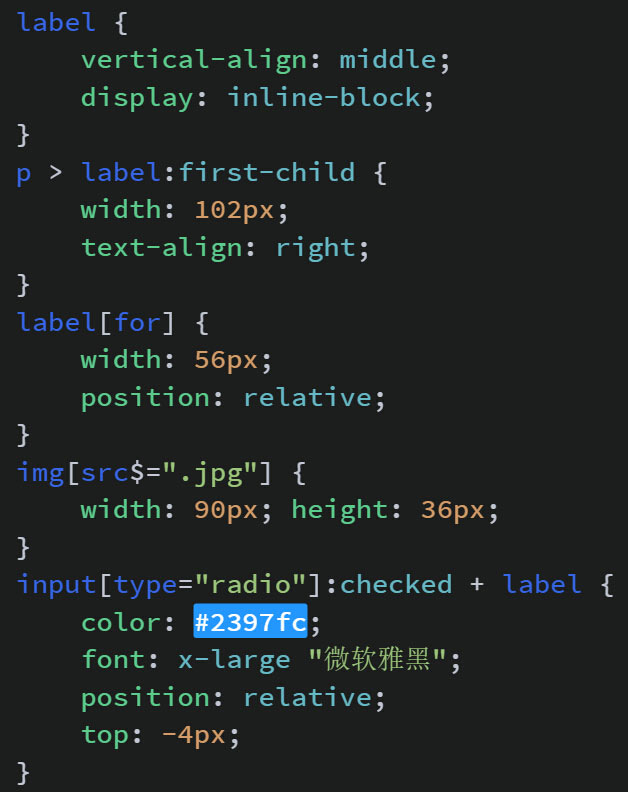 label {
    vertical-align: middle;
    display: inline-block;
}
p > label:first-child {
    width: 102px;
    text-align: right;
}
label[for] {
    width: 56px;
    position: relative;
}
img[src$=".jpg"] {
    width: 90px; height: 36px;
}
input[type="radio"]:checked + label {
    color: #2397fc;
    font: x-large "微软雅黑";
    position: relative;
    top: -4px;
}